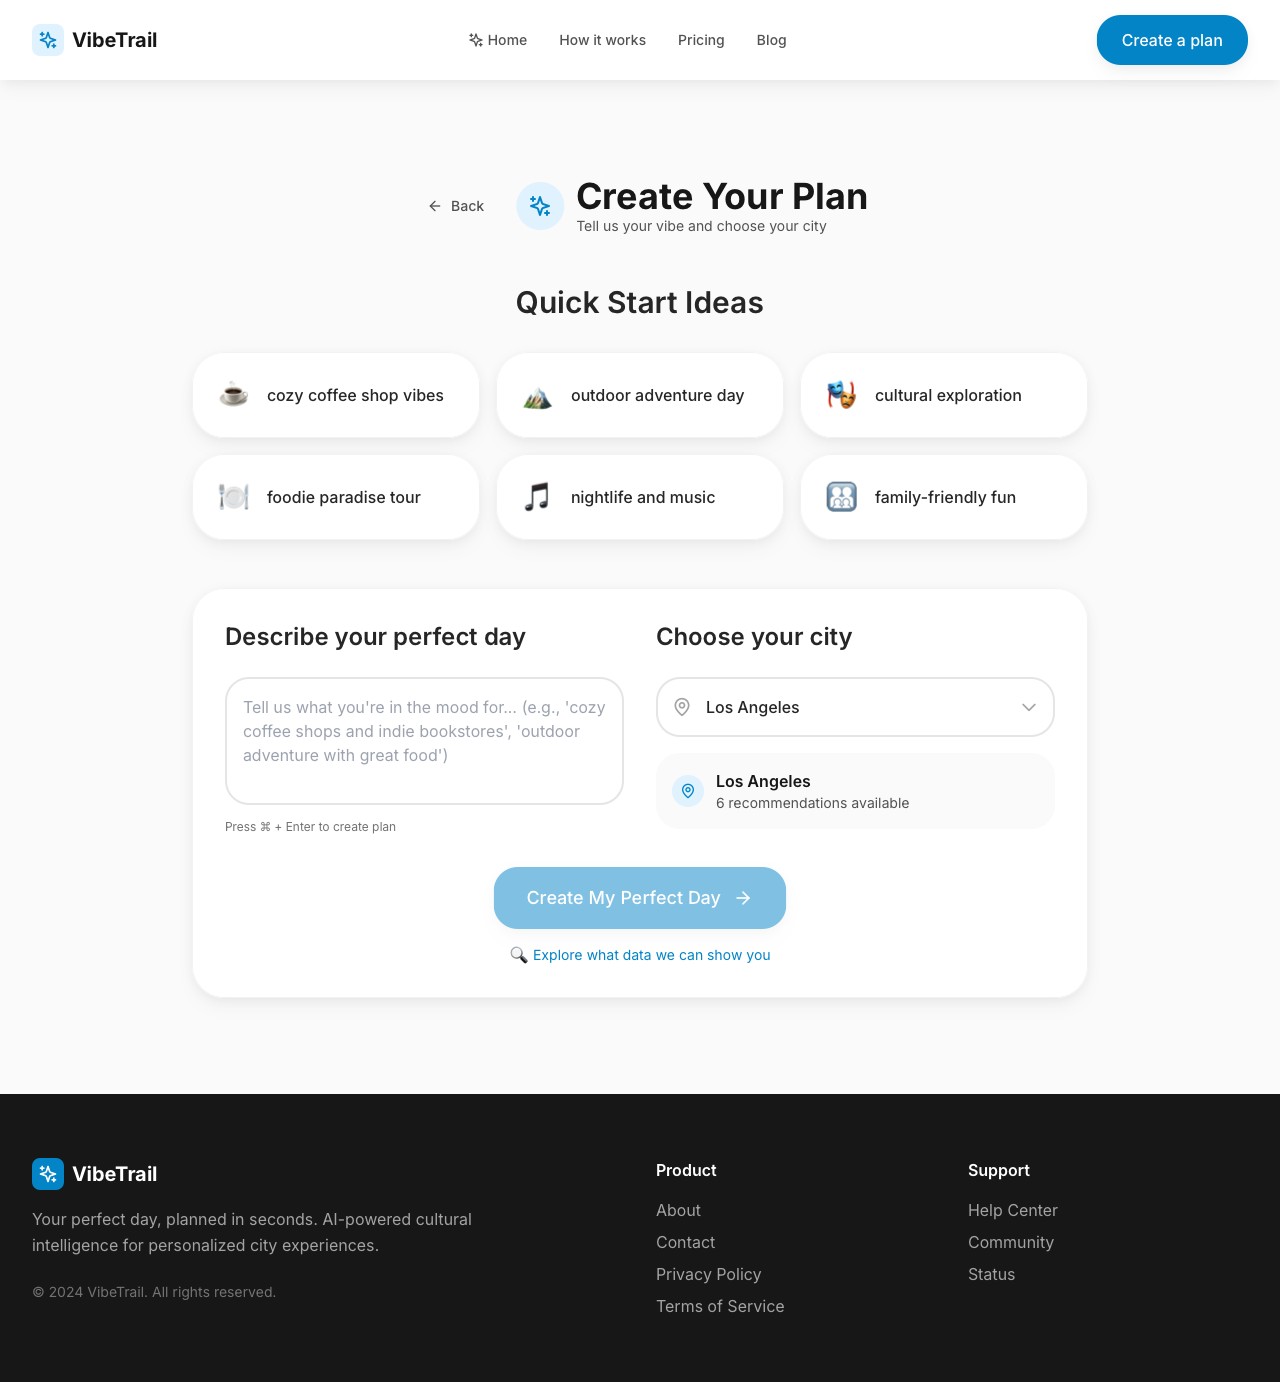 VibeTrail
Home
How it works
Pricing
Blog
Create a plan
Back
Create Your Plan
Tell us your vibe and choose your city
Quick Start Ideas
cozy coffee shop vibes
outdoor adventure day
cultural exploration
foodie paradise tour
nightlife and music
family-friendly fun
Describe your perfect day
Tell us what you're in the mood for... (e.g., 'cozy
coffee shops and indie bookstores', 'outdoor
adventure with great food')
Press ⌘ + Enter to create plan
Choose your city
Los Angeles
Los Angeles
6 recommendations available
Create My Perfect Day
Explore what data we can show you
VibeTrail
Your perfect day, planned in seconds. AI-powered cultural
intelligence for personalized city experiences.
© 2024 VibeTrail. All rights reserved.
Product
About
Contact
Privacy Policy
Terms of Service
Support
Help Center
Community
Status